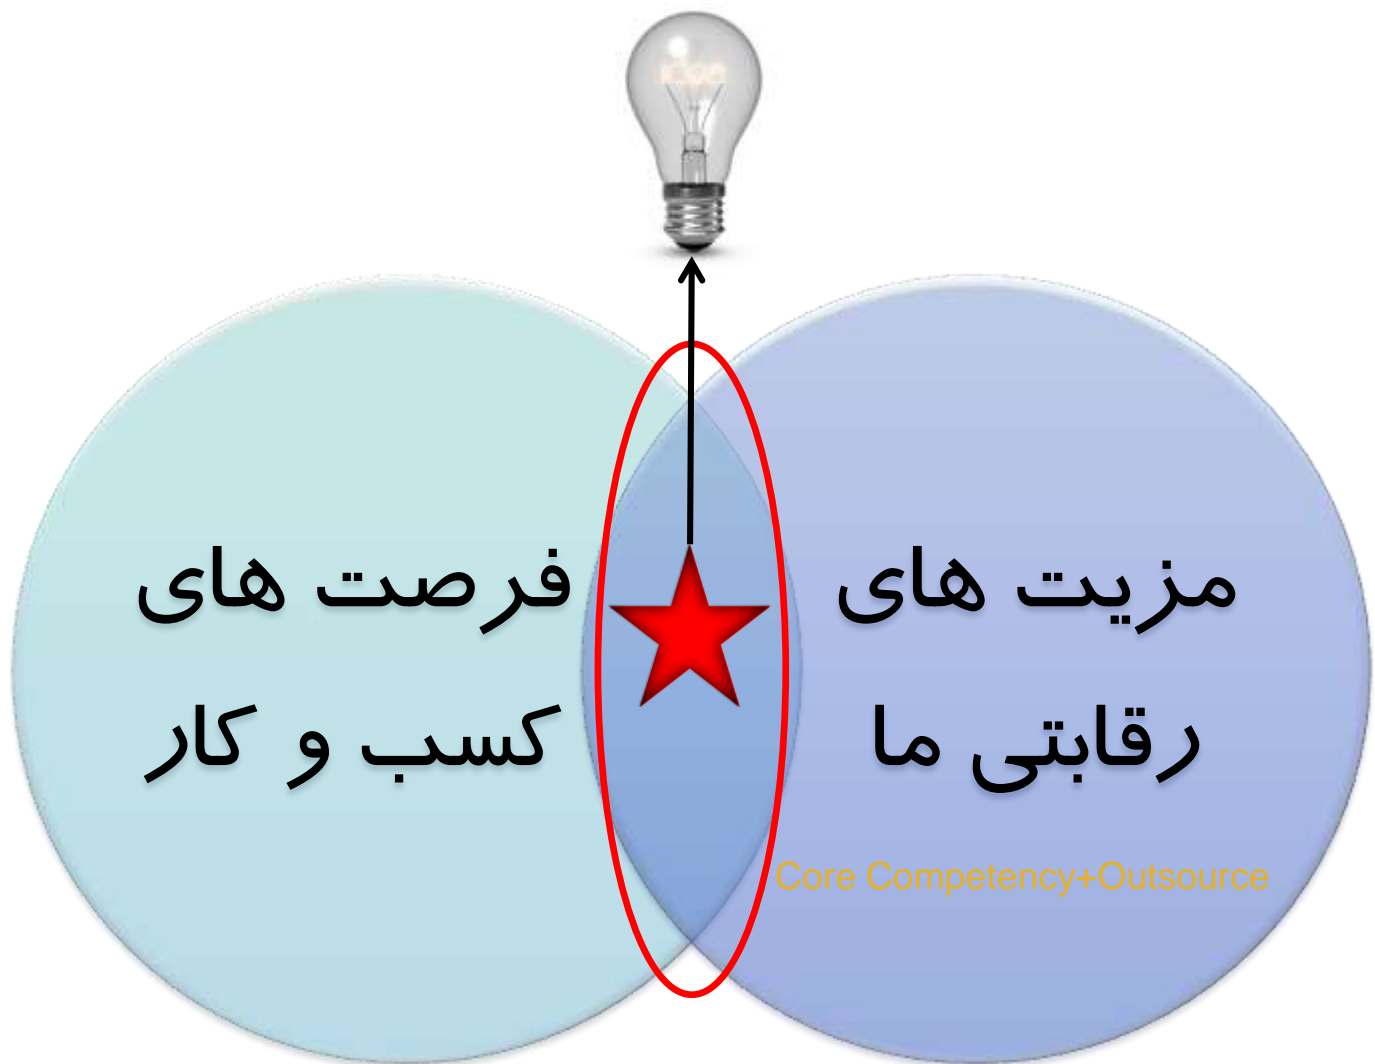 مزیت های
رقابتی ما
Core Competency+Outsource
فرصت های
کسب و کار